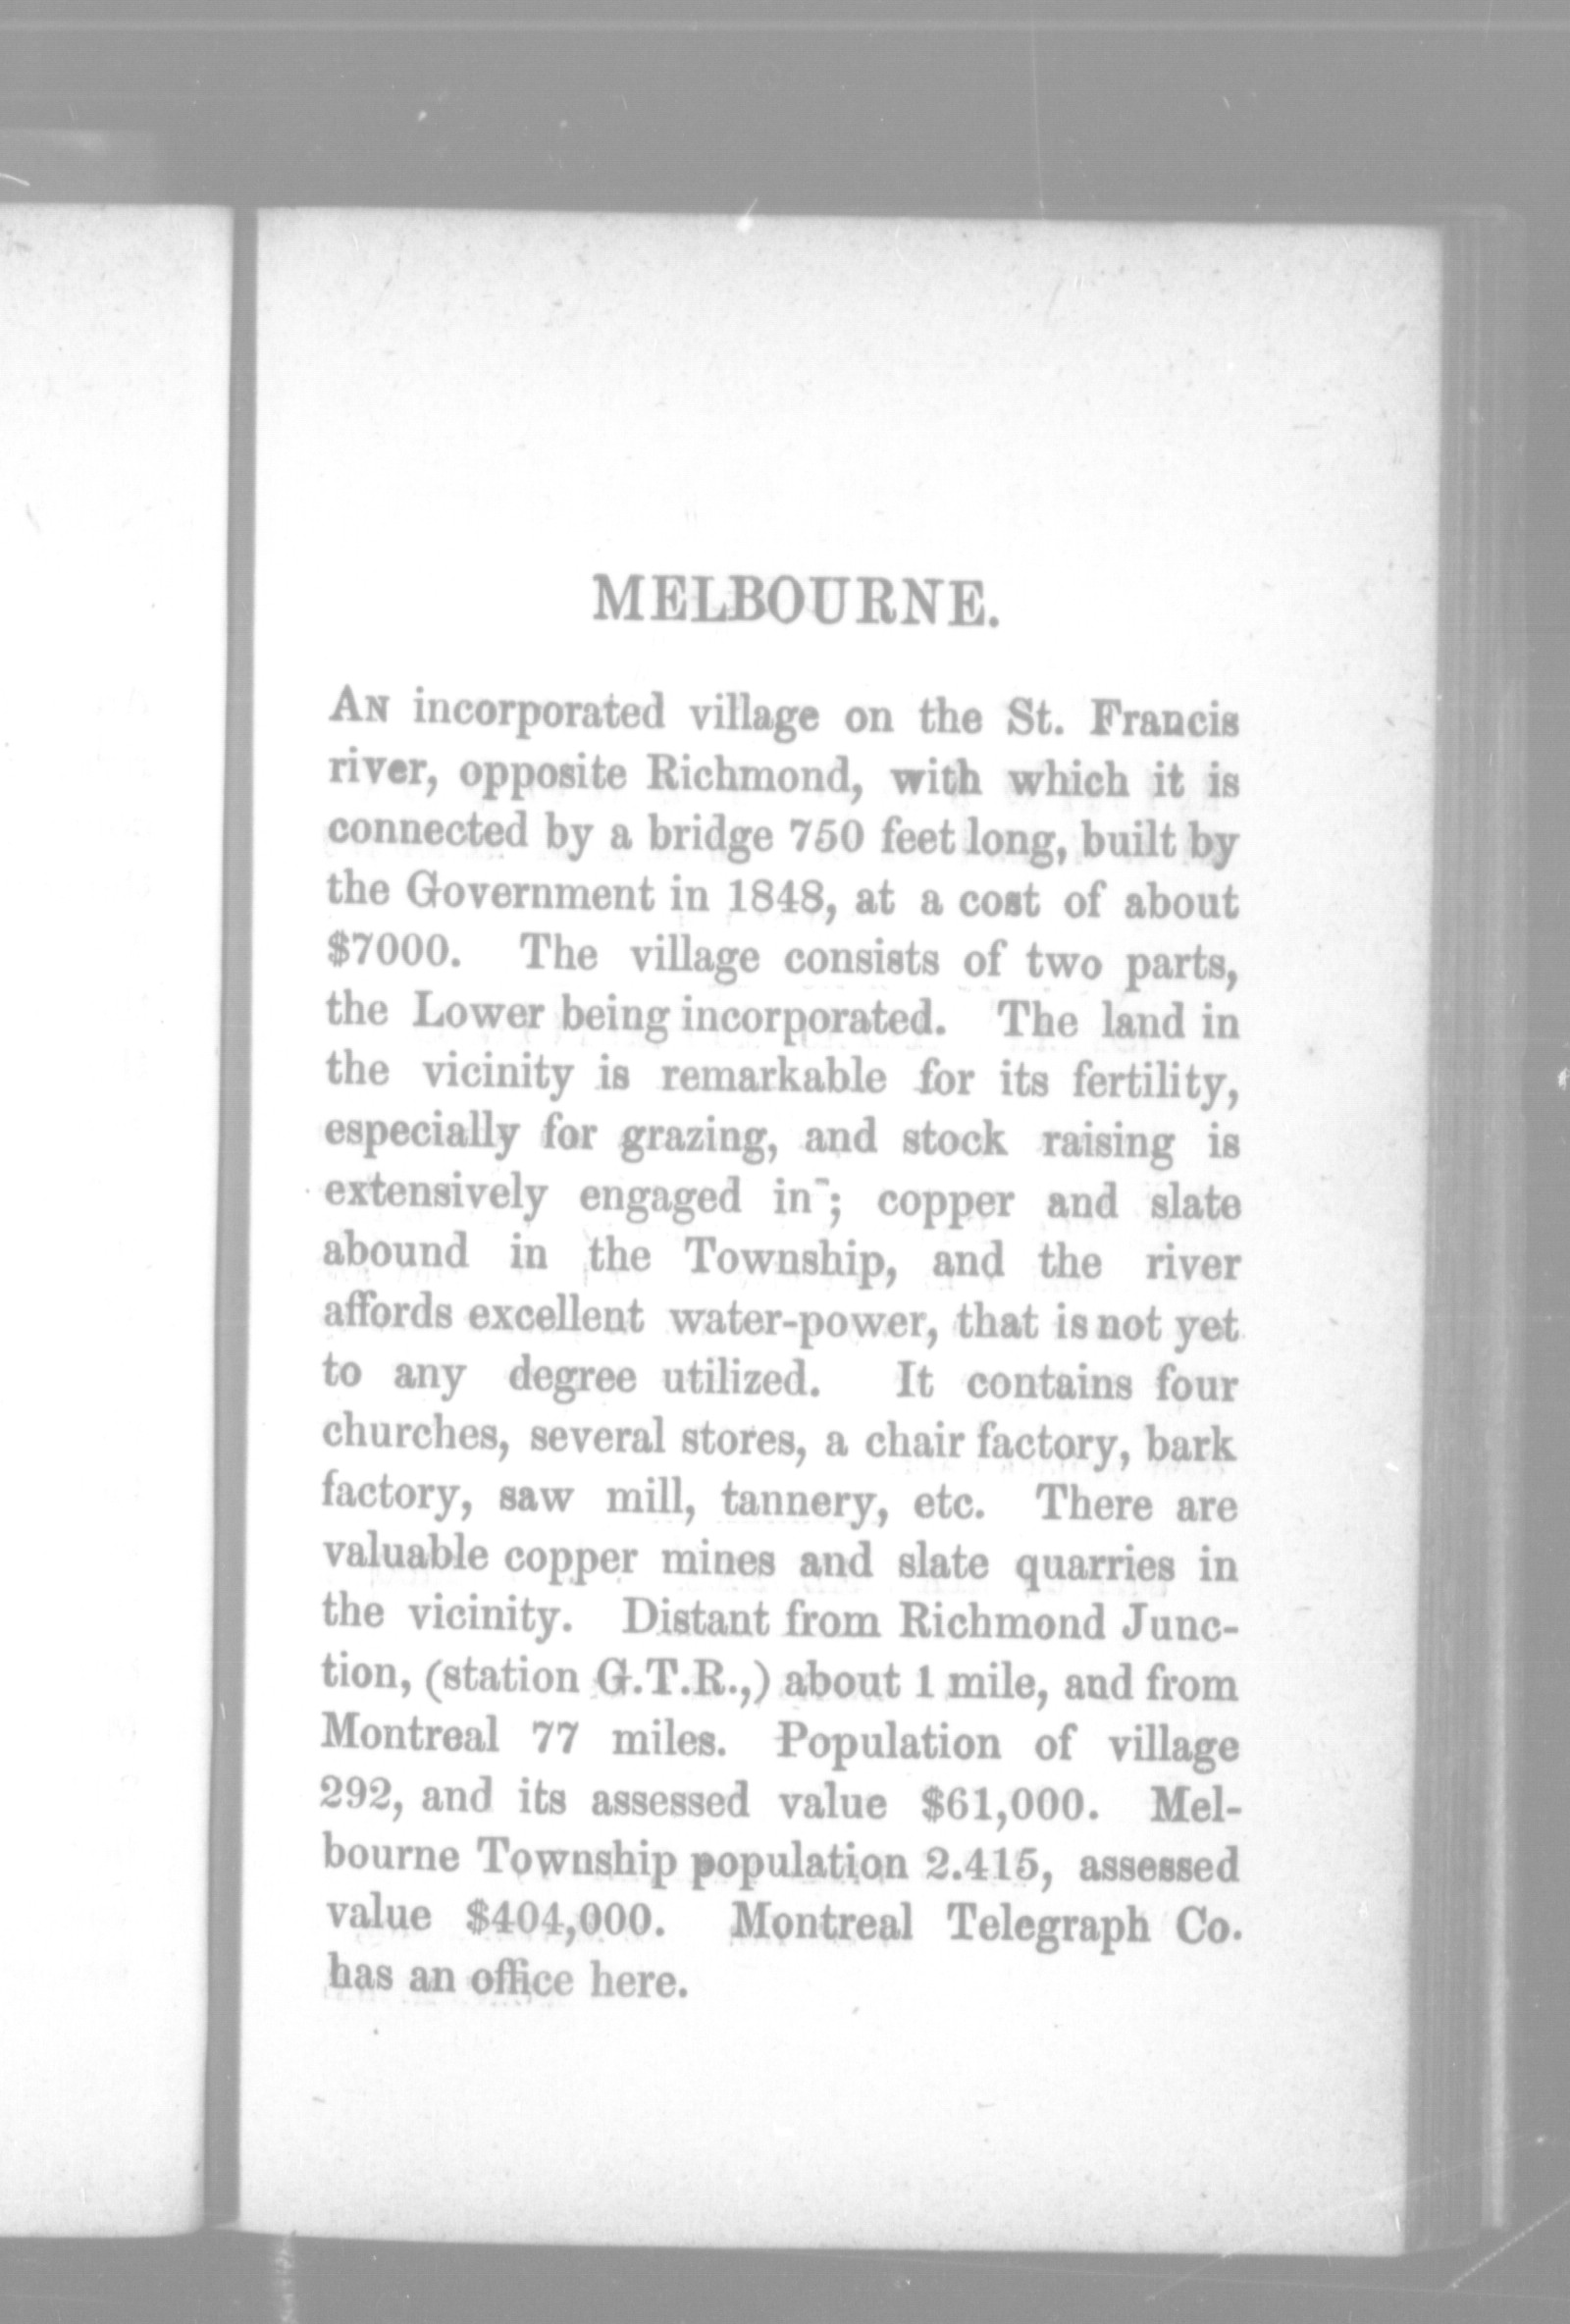 MELBOURNE.
AN incorporated village on the St. Francis
river, opposite Richmond, with which it is
connected by a bridge 750 feet long, built by
the Government in 1848, at a cost of about
$7000. The village consists of two parts,
the Lower being incorporated. The land in
the vicinity is remarkable for its fertility,
especially for grazing, and stock raising is
extensively engaged in; copper and slate
abound in the Township, and the river
affords excellent water-power, that is not yet
to any degree utilized. It contains four
churches, several stores, a chair factory, bark
factory, saw mill, tannery, etc. There are
valuable copper mines and slate quarries in
the vicinity. Distant from Richmond Junc-
tion, (station G.T.R.,) about 1 mile, and from
Montreal 77 miles. Population of village
292, and its assessed value $61,000. Mel-
bourne Township population 2.415, assessed
value $404,000. Montreal Telegraph Co.
has an office here.